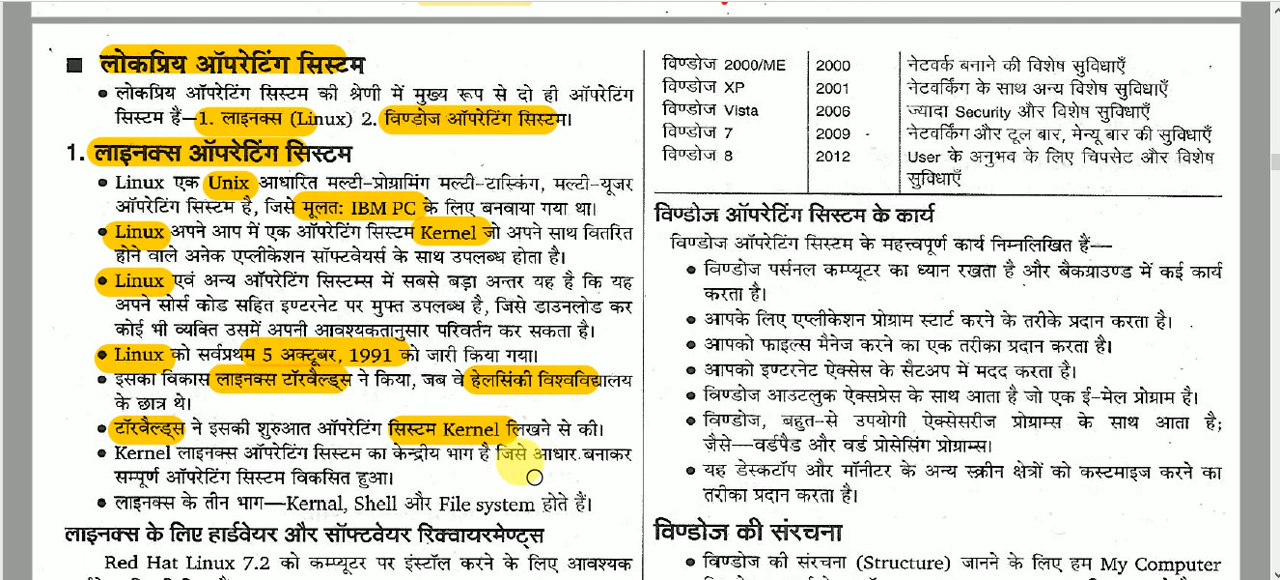 ■ लोकप्रिय ऑपरेटिंग सिस्टम
• लोकप्रिय ऑपरेटिंग सिस्टम की श्रेणी में मुख्य रूप से दो ही ऑपरेटिंग
सिस्टम हैं—1. लाइनक्स (Linux) 2. विण्डोज ऑपरेटिंग सिस्टम।
1. लाइनक्स ऑपरेटिंग सिस्टम
• Linux एक Unix आधारित मल्टी-प्रोग्रामिंग मल्टी-टास्किंग, मल्टी-यूजर
ऑपरेटिंग सिस्टम है, जिसे मूलतः IBM PC के लिए बनवाया गया था।
• Linux अपने आप में एक ऑपरेटिंग सिस्टम Kernel जो अपने साथ वितरित
होने वाले अनेक एप्लीकेशन सॉफ्टवेयर्स के साथ उपलब्ध होता है।
• Linux एवं अन्य ऑपरेटिंग सिस्टम्स में सबसे बड़ा अन्तर यह है कि यह
अपने सोर्स कोड सहित इण्टरनेट पर मुफ्त उपलब्ध है, जिसे डाउनलोड कर
कोई भी व्यक्ति उसमें अपनी आवश्यकतानुसार परिवर्तन कर सकता है।
• Linux को सर्वप्रथम 5 अक्टूबर, 1991 को जारी किया गया।
• इसका विकास लाइनक्स टॉरवैल्ड्स ने किया, जब वे हेलसिंकी विश्वविद्यालय
के छात्र थे।
• टॉरवैल्ड्स ने इसकी शुरुआत ऑपरेटिंग सिस्टम Kernel लिखने से की।
• Kernel लाइनक्स ऑपरेटिंग सिस्टम का केन्द्रीय भाग है जिसे आधार बनाकर
सम्पूर्ण ऑपरेटिंग सिस्टम विकसित हुआ।
• लाइनक्स के तीन भाग—Kernal, Shell और File system होते हैं।
लाइनक्स के लिए हार्डवेयर और सॉफ्टवेयर रिक्वायरमेण्ट्स
Red Hat Linux 7.2 को कम्प्यूटर पर इंस्टॉल करने के लिए आवश्यक
विण्डोज 2000/ME 2000 नेटवर्क बनाने की विशेष सुविधाएँ
विण्डोज XP 2001 नेटवर्किंग के साथ अन्य विशेष सुविधाएँ
विण्डोज Vista 2006 ज्यादा Security और विशेष सुविधाएँ
विण्डोज 7 2009 नेटवर्किंग और टूल बार, मेन्यू बार की सुविधाएँ
विण्डोज 8 2012 User के अनुभव के लिए चिपसेट और विशेष
सुविधाएँ
विण्डोज ऑपरेटिंग सिस्टम के कार्य
विण्डोज ऑपरेटिंग सिस्टम के महत्त्वपूर्ण कार्य निम्नलिखित हैं—
• विण्डोज पर्सनल कम्प्यूटर का ध्यान रखता है और बैकग्राउण्ड में कई कार्य
करता है।
• आपके लिए एप्लीकेशन प्रोग्राम स्टार्ट करने के तरीके प्रदान करता है।
• आपको फाइल्स मैनेज करने का एक तरीका प्रदान करता है।
• आपको इण्टरनेट ऐक्सेस के सैटअप में मदद करता है।
• विण्डोज आउटलुक ऐक्सप्रेस के साथ आता है जो एक ई-मेल प्रोग्राम है।
• विण्डोज, बहुत-से उपयोगी ऐक्सेसरीज प्रोग्राम्स के साथ आता है;
जैसे—वर्डपैड और वर्ड प्रोसेसिंग प्रोग्राम्स।
• यह डेस्कटॉप और मॉनीटर के अन्य स्क्रीन क्षेत्रों को कस्टमाइज करने का
तरीका प्रदान करता है।
विण्डोज की संरचना
• विण्डोज की संरचना (Structure) जानने के लिए हम My Computer